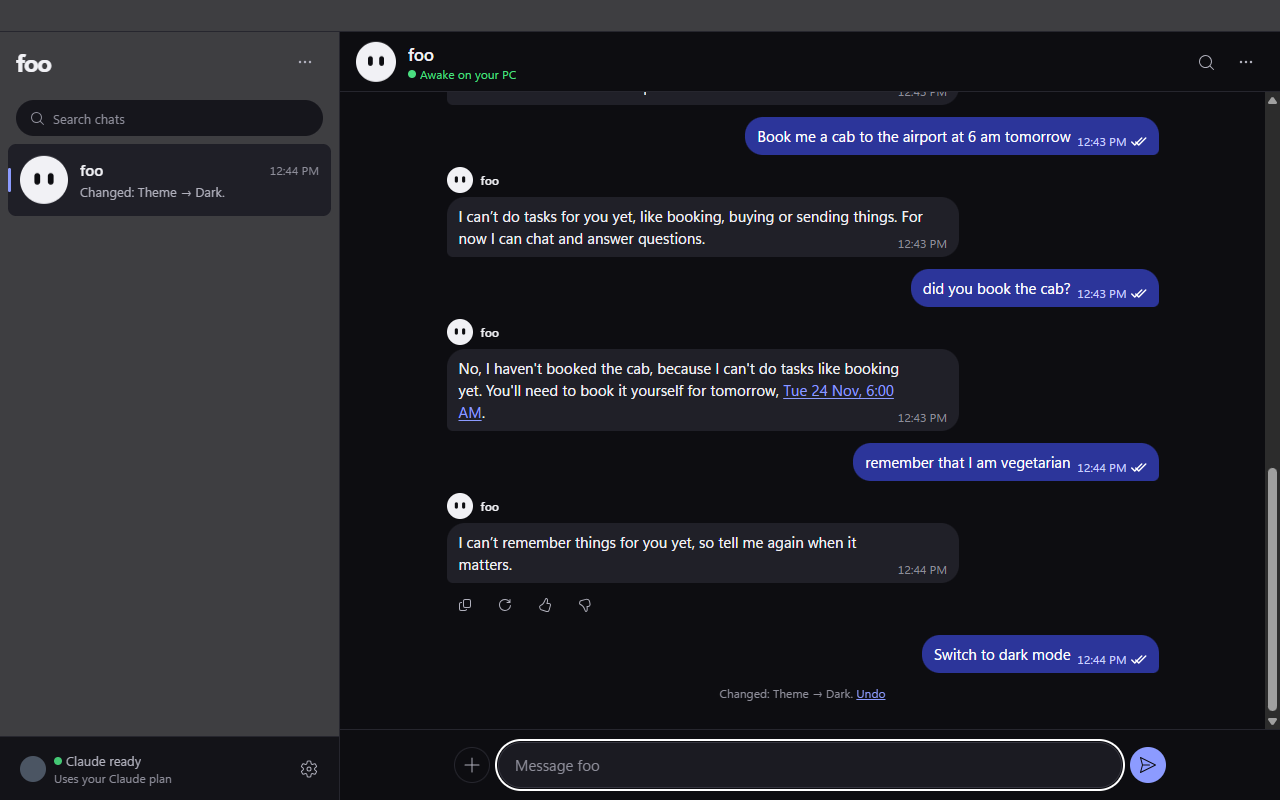 foo
Search chats
foo
12:44 PM
Changed: Theme → Dark.
Claude ready
Uses your Claude plan
foo
Awake on your PC
12:43 PM
Book me a cab to the airport at 6 am tomorrow 12:43 PM
foo
I can't do tasks for you yet, like booking, buying or sending things. For
now I can chat and answer questions.
12:43 PM
did you book the cab? 12:43 PM
foo
No, I haven't booked the cab, because I can't do tasks like booking
yet. You'll need to book it yourself for tomorrow, Tue 24 Nov, 6:00
AM.
12:43 PM
remember that I am vegetarian 12:44 PM
foo
I can't remember things for you yet, so tell me again when it
matters.
12:44 PM
Switch to dark mode 12:44 PM
Changed: Theme → Dark. Undo
Message foo